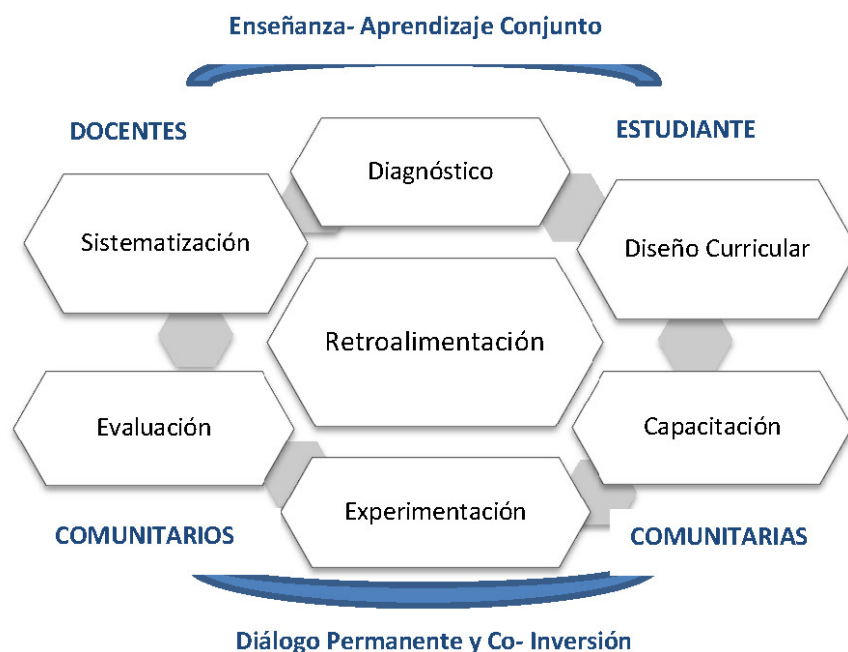 Enseñanza- Aprendizaje Conjunto
DOCENTES
ESTUDIANTE
Diagnóstico
Sistematización
Diseño Curricular
Retroalimentación
Evaluación
Capacitación
Experimentación
COMUNITARIOS
COMUNITARIAS
Diálogo Permanente y Co- Inversión